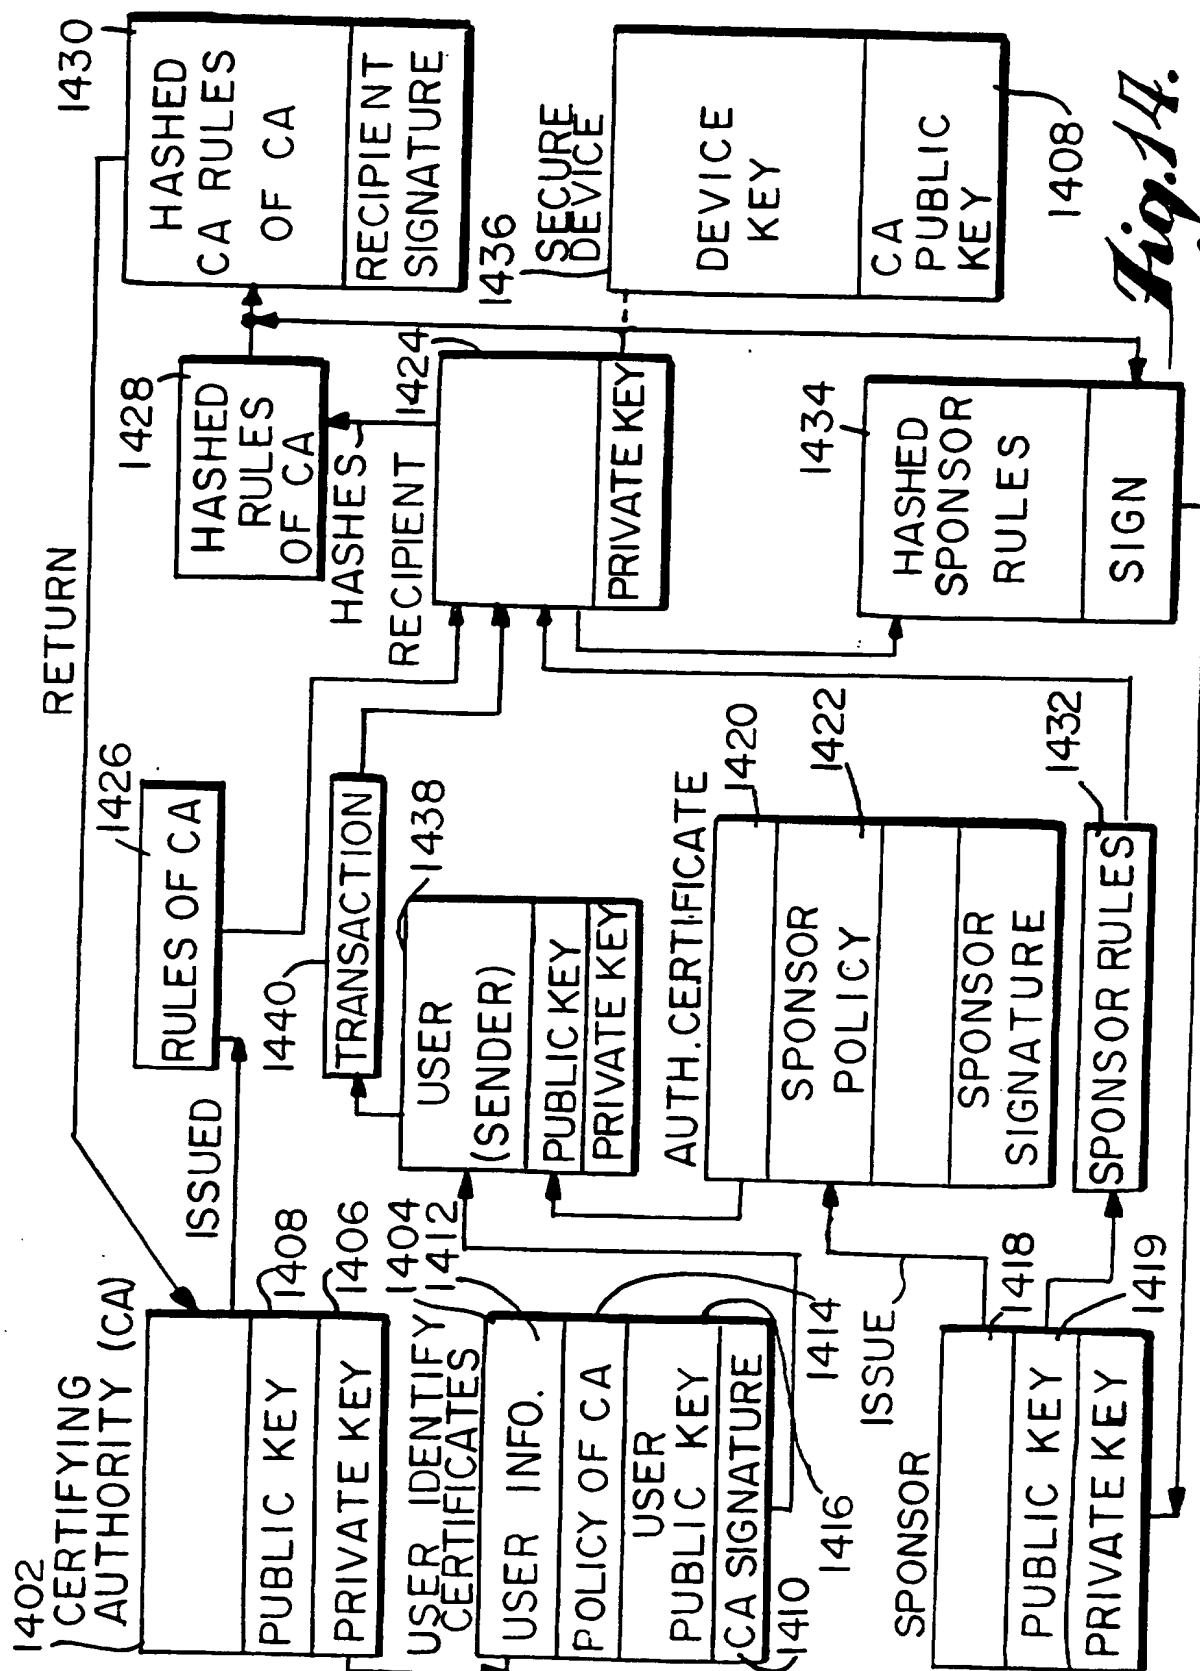 1402
CERTIFYING
AUTHORITY (CA)
PUBLIC KEY
PRIVATE KEY
1408
1406
ISSUED
RETURN
1426
RULES OF CA
1428
HASHED
RULES
OF CA
HASHES
1430
HASHED
CA RULES
OF CA
RECIPIENT
SIGNATURE
USER IDENTIFY
CERTIFICATES
1404
1412
USER INFO.
POLICY OF CA
USER
PUBLIC KEY
CA SIGNATURE
1410
1414
1416
1440
TRANSACTION
1438
USER
(SENDER)
PUBLIC KEY
PRIVATE KEY
RECIPIENT
1424
PRIVATE KEY
1436
SECURE
DEVICE
DEVICE
KEY
CA
PUBLIC
KEY
1408
AUTH. CERTIFICATE
1420
1422
SPONSOR
POLICY
SPONSOR
SIGNATURE
ISSUE
SPONSOR
1418
1419
PUBLIC KEY
PRIVATE KEY
1432
SPONSOR RULES
1434
HASHED
SPONSOR
RULES
SIGN
Fig. 14.